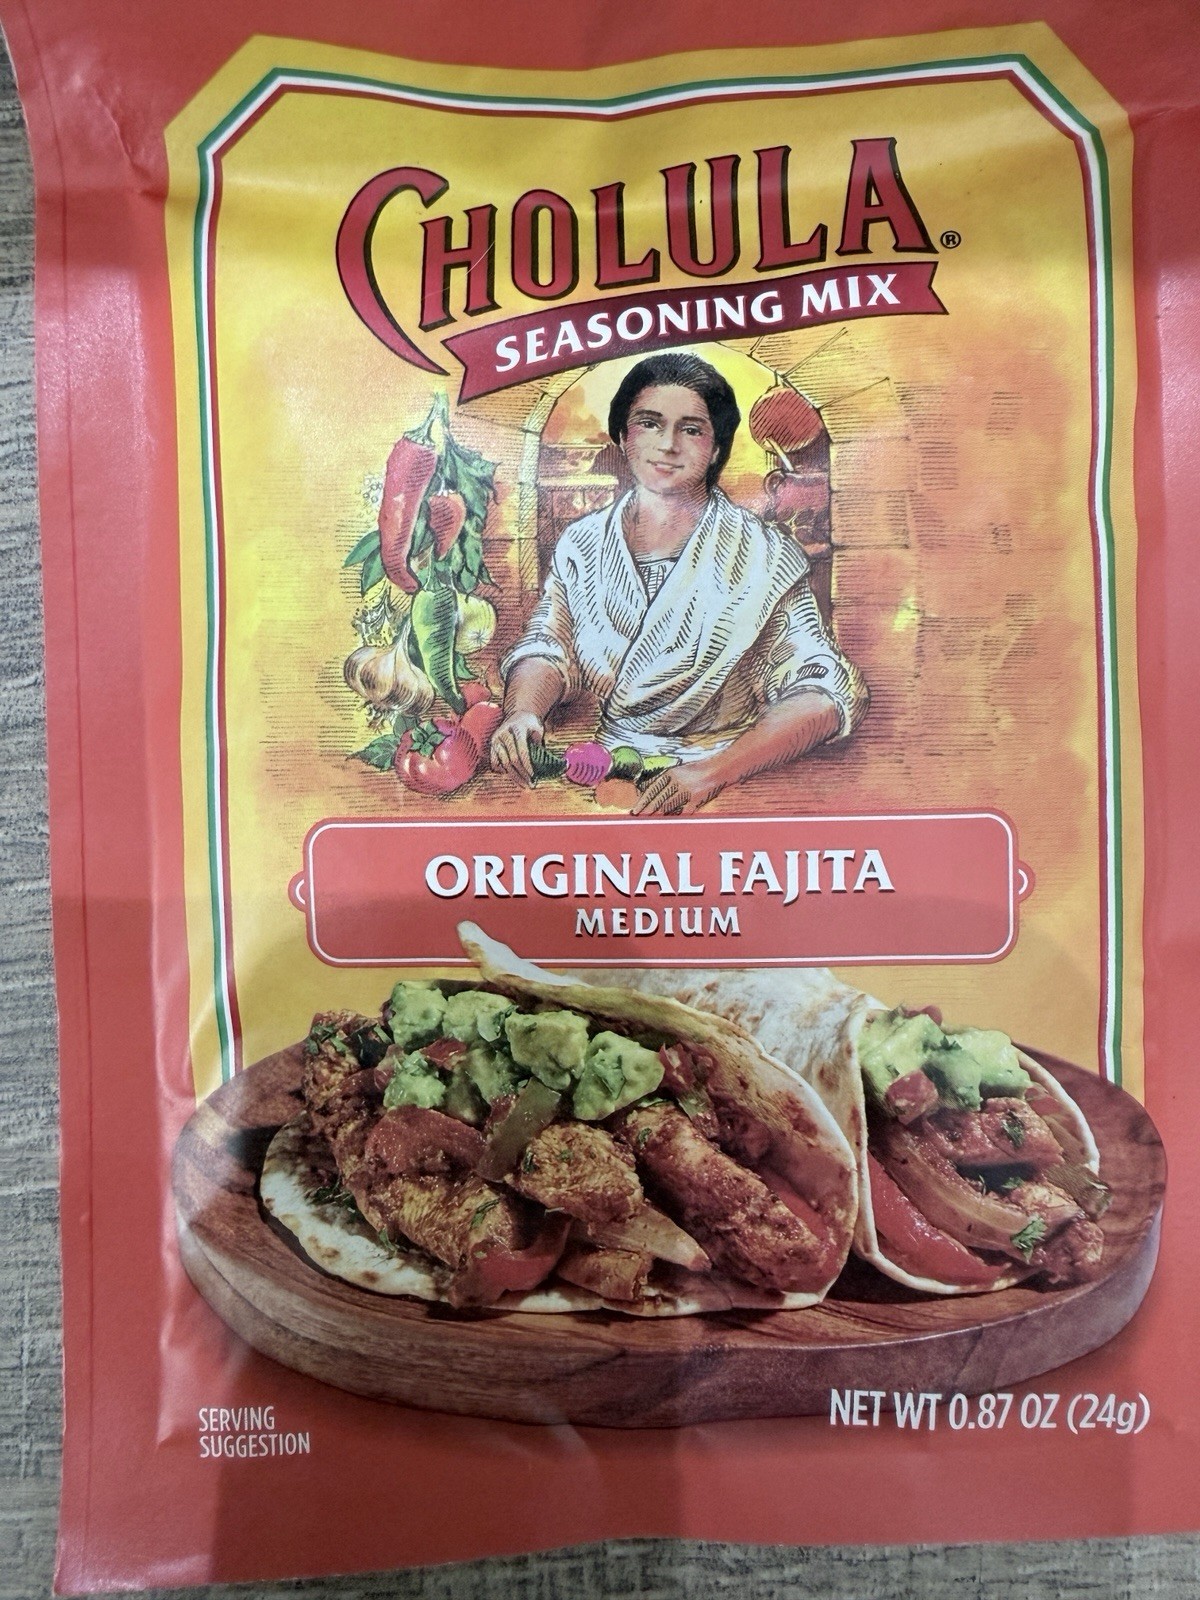 CHOLULA®
SEASONING MIX
ORIGINAL FAJITA
MEDIUM
SERVING
SUGGESTION
NET WT 0.87 OZ (24g)